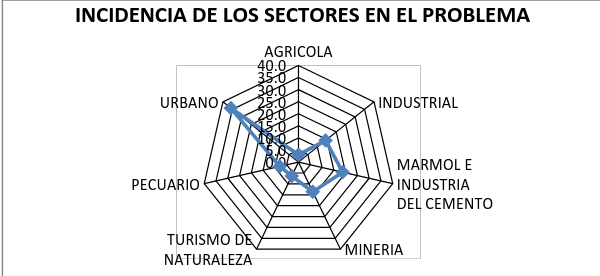 INCIDENCIA DE LOS SECTORES EN EL PROBLEMA
AGRICOLA
40.0
35.0
30.0
25.0
20.0
15.0
10.0
5.0
0.0
URBANO
INDUSTRIAL
PECUARIO
MARMOL E
INDUSTRIA
DEL CEMENTO
TURISMO DE
NATURALEZA
MINERIA